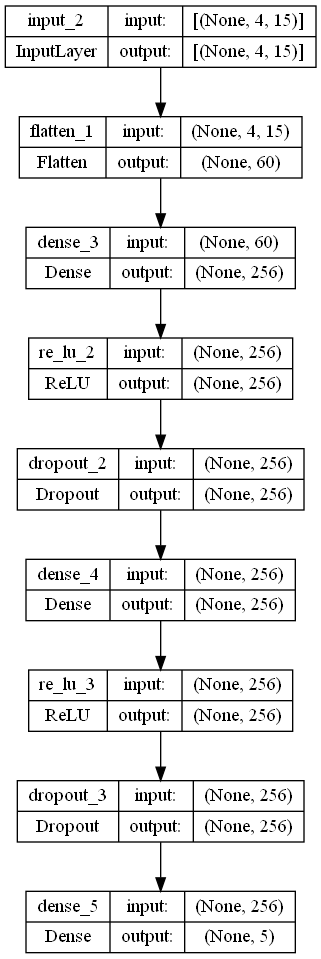 input_2 input: [(None, 4, 15)]
InputLayer output: [(None, 4, 15)]
flatten_1 input: (None, 4, 15)
Flatten output: (None, 60)
dense_3 input: (None, 60)
Dense output: (None, 256)
re_lu_2 input: (None, 256)
ReLU output: (None, 256)
dropout_2 input: (None, 256)
Dropout output: (None, 256)
dense_4 input: (None, 256)
Dense output: (None, 256)
re_lu_3 input: (None, 256)
ReLU output: (None, 256)
dropout_3 input: (None, 256)
Dropout output: (None, 256)
dense_5 input: (None, 256)
Dense output: (None, 5)